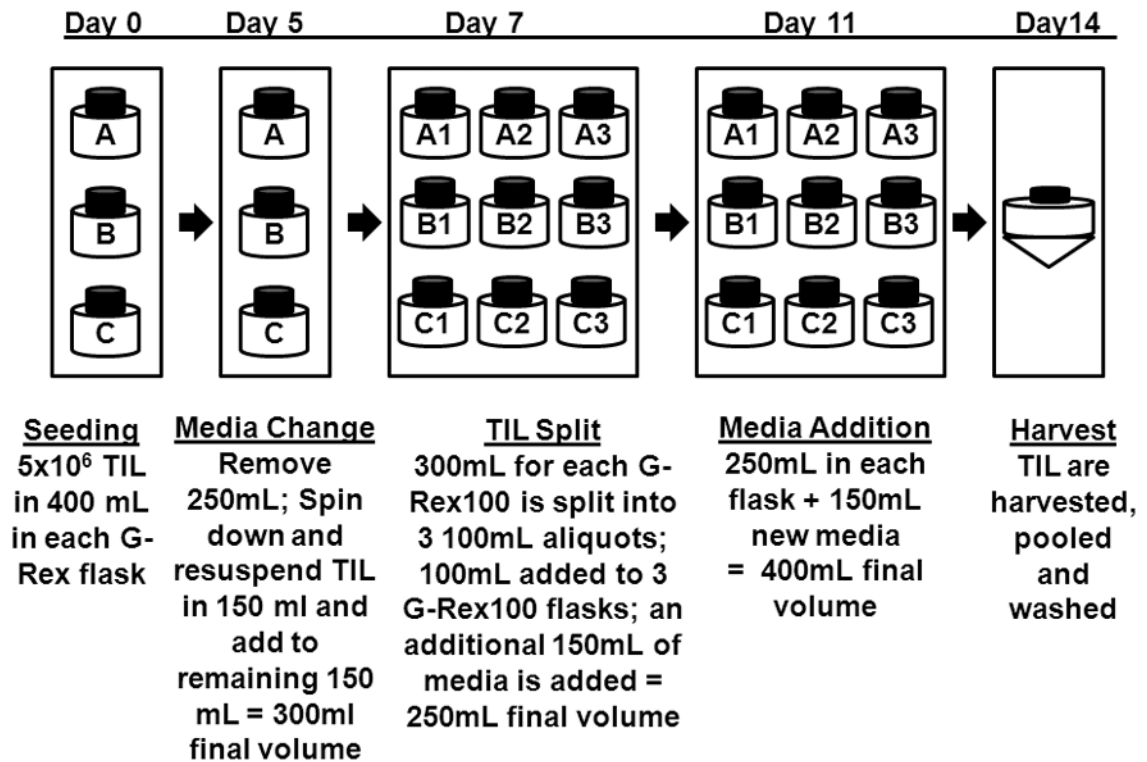 Day 0 Day 5 Day 7 Day 11 Day14
A A A1 A2 A3 A1 A2 A3
B B B1 B2 B3 B1 B2 B3
C C C1 C2 C3 C1 C2 C3
Seeding
5x10⁶ TIL
in 400 mL
in each G-
Rex flask
Media Change
Remove
250mL; Spin
down and
resuspend TIL
in 150 ml and
add to
remaining 150
mL = 300ml
final volume
TIL Split
300mL for each G-
Rex100 is split into
3 100mL aliquots;
100mL added to 3
G-Rex100 flasks; an
additional 150mL of
media is added =
250mL final volume
Media Addition
250mL in each
flask + 150mL
new media
= 400mL final
volume
Harvest
TIL are
harvested,
pooled
and
washed